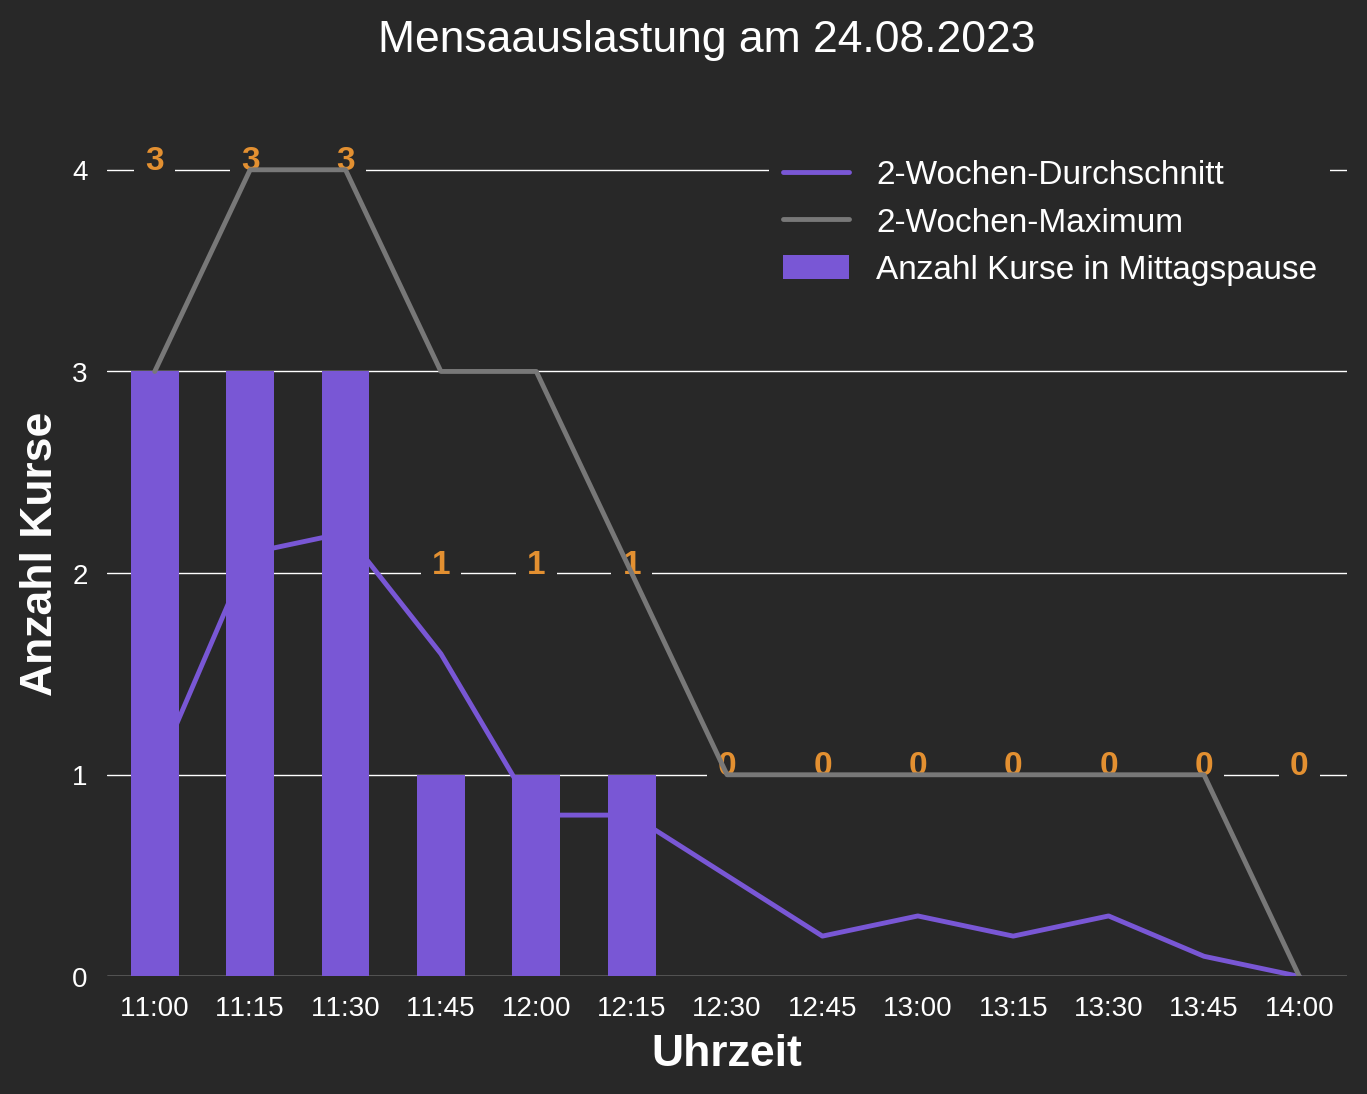 Mensaauslastung am 24.08.2023
2-Wochen-Durchschnitt
2-Wochen-Maximum
Anzahl Kurse in Mittagspause
Anzahl Kurse
4
3
2
1
0
3 3 3
1 1 1
0 0 0 0 0 0 0
11:00 11:15 11:30 11:45 12:00 12:15 12:30 12:45 13:00 13:15 13:30 13:45 14:00
Uhrzeit